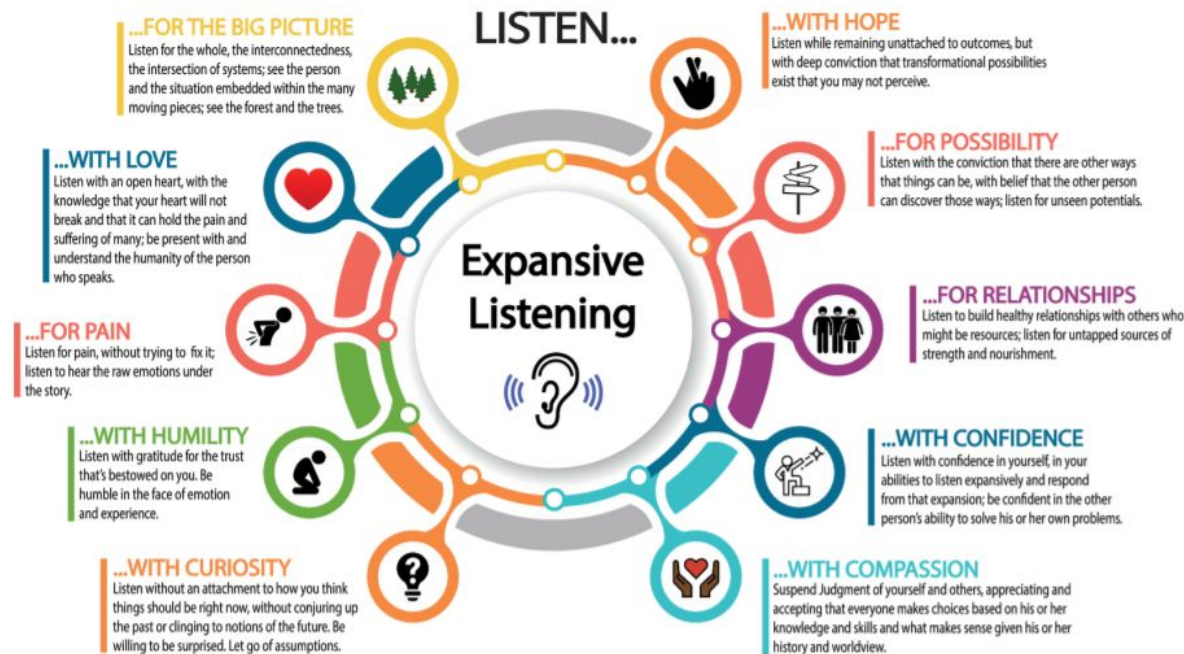 LISTEN...
...FOR THE BIG PICTURE
Listen for the whole, the interconnectedness,
the intersection of systems; see the person
and the situation embedded within the many
moving pieces; see the forest and the trees.
...WITH LOVE
Listen with an open heart, with the
knowledge that your heart will not
break and that it can hold the pain and
suffering of many; be present with and
understand the humanity of the person
who speaks.
...FOR PAIN
Listen for pain, without trying to fix it;
listen to hear the raw emotions under
the story.
...WITH HUMILITY
Listen with gratitude for the trust
that's bestowed on you. Be
humble in the face of emotion
and experience.
...WITH CURIOSITY
Listen without an attachment to how you think
things should be right now, without conjuring up
the past or clinging to notions of the future. Be
willing to be surprised. Let go of assumptions.
Expansive
Listening
...WITH HOPE
Listen while remaining unattached to outcomes, but
with deep conviction that transformational possibilities
exist that you may not perceive.
...FOR POSSIBILITY
Listen with the conviction that there are other ways
that things can be, with belief that the other person
can discover those ways; listen for unseen potentials.
...FOR RELATIONSHIPS
Listen to build healthy relationships with others who
might be resources; listen for untapped sources of
strength and nourishment.
...WITH CONFIDENCE
Listen with confidence in yourself, in your
abilities to listen expansively and respond
from that expansion; be confident in the other
person's ability to solve his or her own problems.
...WITH COMPASSION
Suspend Judgment of yourself and others, appreciating and
accepting that everyone makes choices based on his or her
knowledge and skills and what makes sense given his or her
history and worldview.